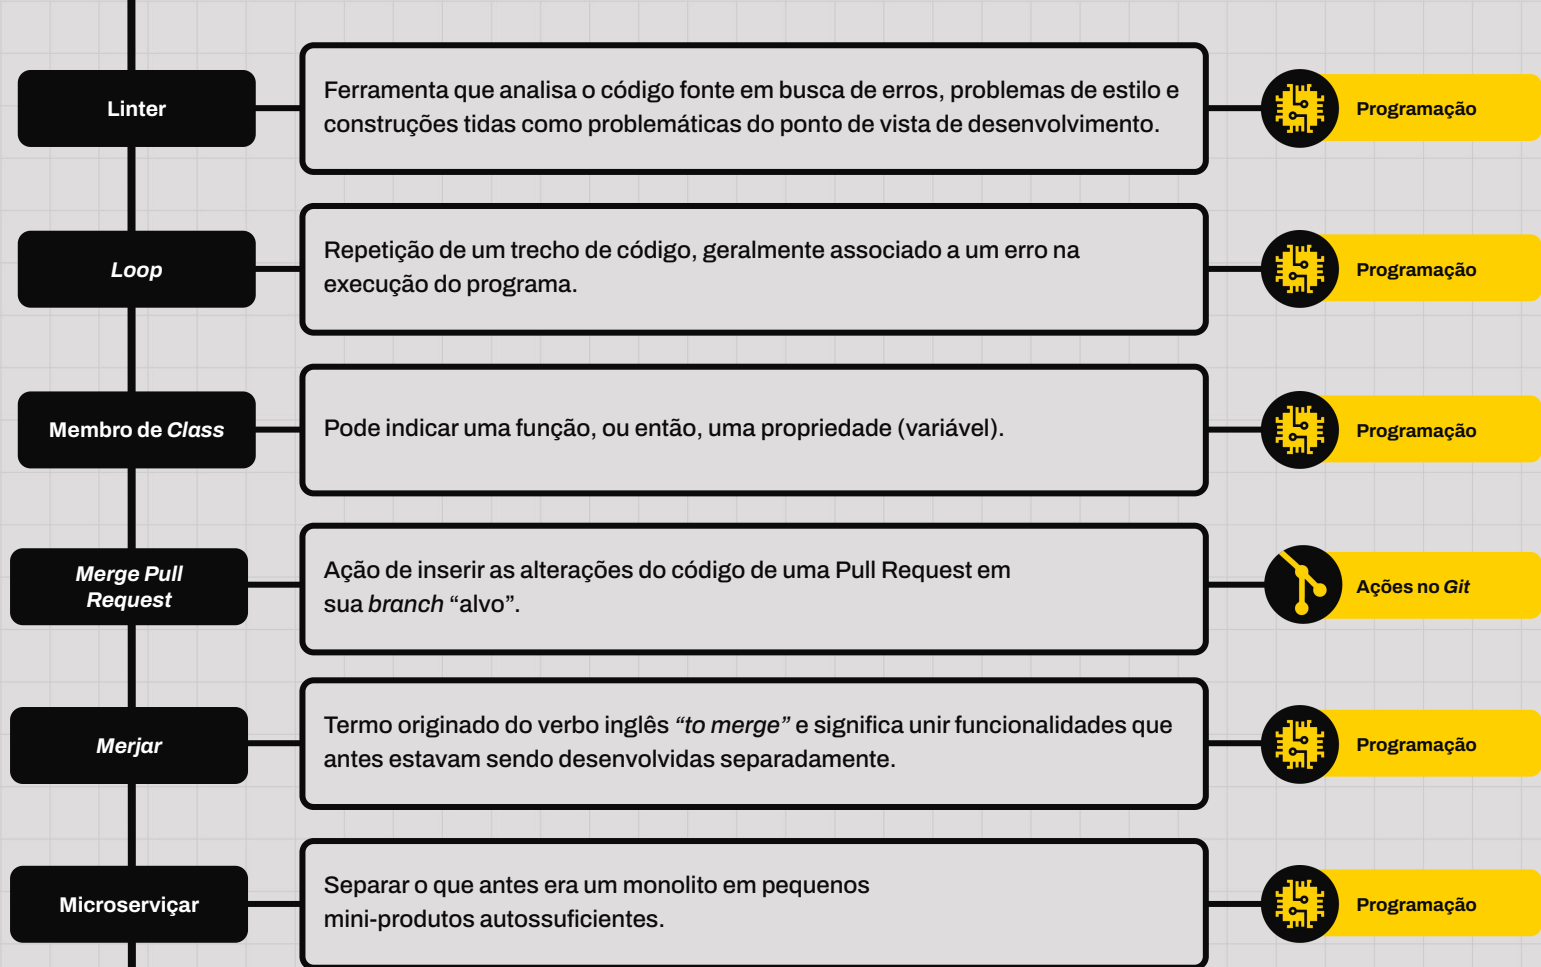 Linter
Ferramenta que analisa o código fonte em busca de erros, problemas de estilo e
construções tidas como problemáticas do ponto de vista de desenvolvimento.
Programação
Loop
Repetição de um trecho de código, geralmente associado a um erro na
execução do programa.
Programação
Membro de Class
Pode indicar uma função, ou então, uma propriedade (variável).
Programação
Merge Pull
Request
Ação de inserir as alterações do código de uma Pull Request em
sua branch “alvo”.
Ações no Git
Merjar
Termo originado do verbo inglês “to merge” e significa unir funcionalidades que
antes estavam sendo desenvolvidas separadamente.
Programação
Microserviçar
Separar o que antes era um monolito em pequenos
mini-produtos autossuficientes.
Programação